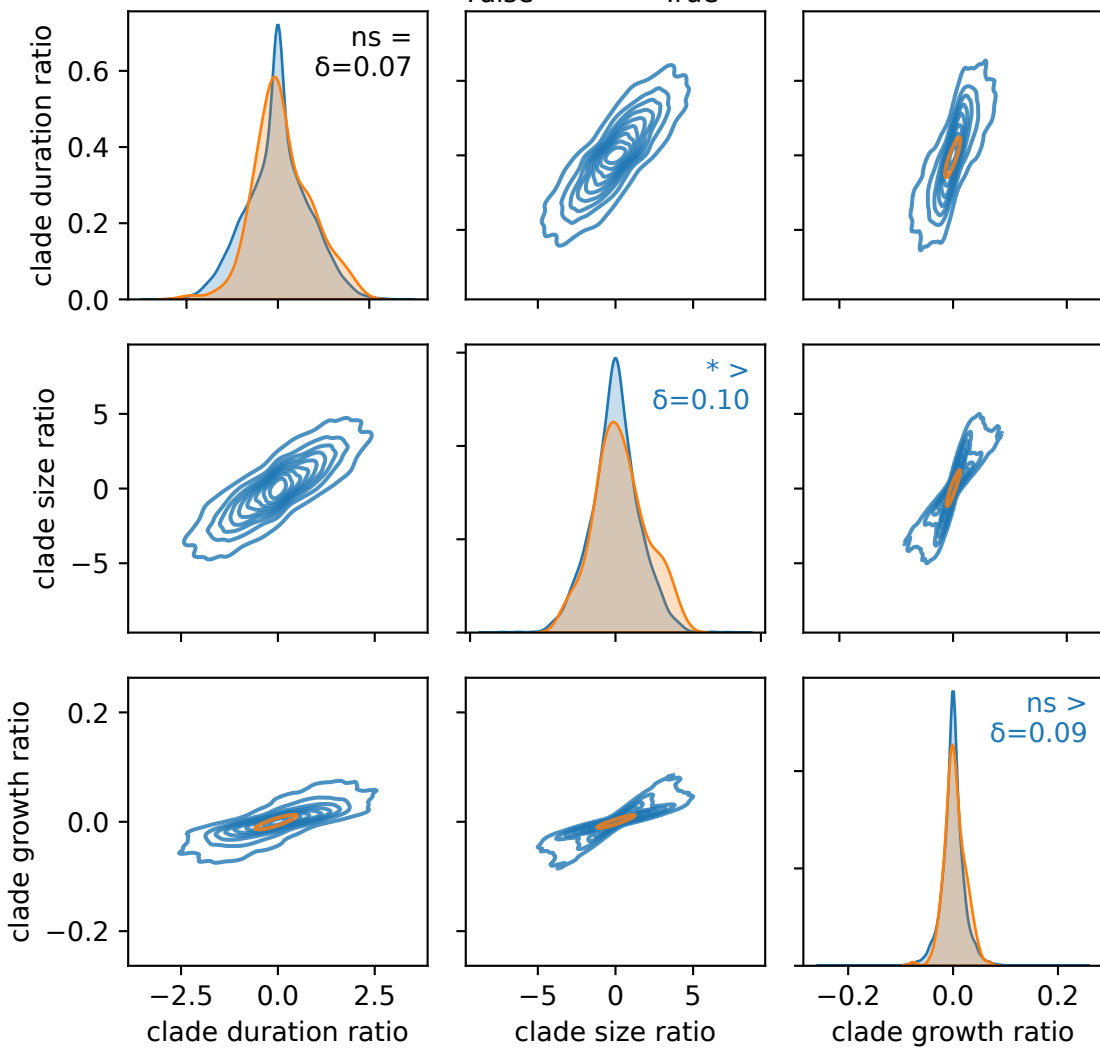 ns =
δ=0.07
clade duration ratio
0.6
0.4
0.2
0.0
* >
δ=0.10
clade size ratio
5
0
−5
ns >
δ=0.09
clade growth ratio
0.2
0.0
−0.2
−2.5 0.0 2.5
−5 0 5
−0.2 0.0 0.2
clade duration ratio
clade size ratio
clade growth ratio